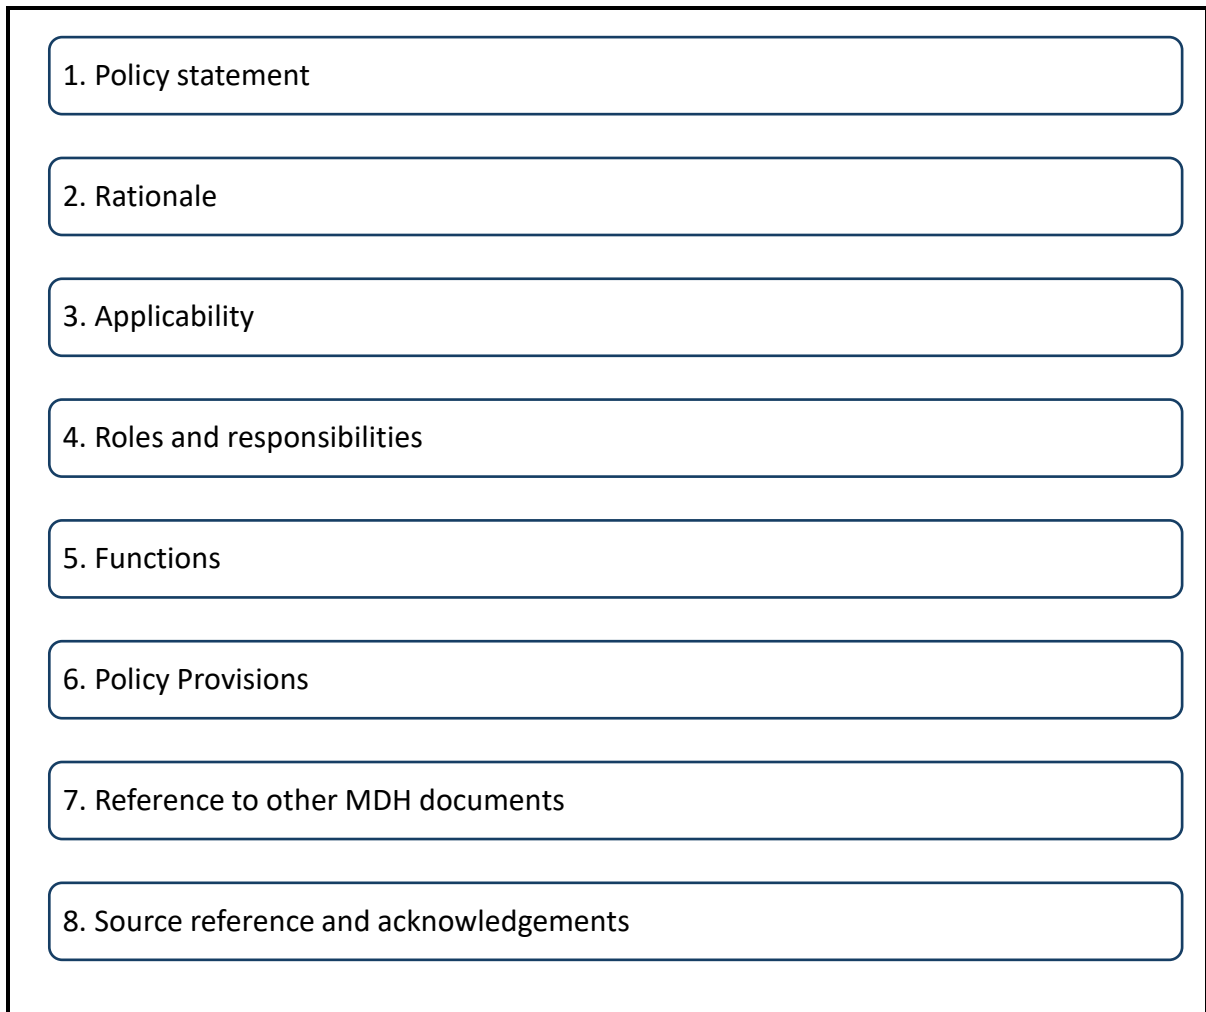 1. Policy statement
2. Rationale
3. Applicability
4. Roles and responsibilities
5. Functions
6. Policy Provisions
7. Reference to other MDH documents
8. Source reference and acknowledgements